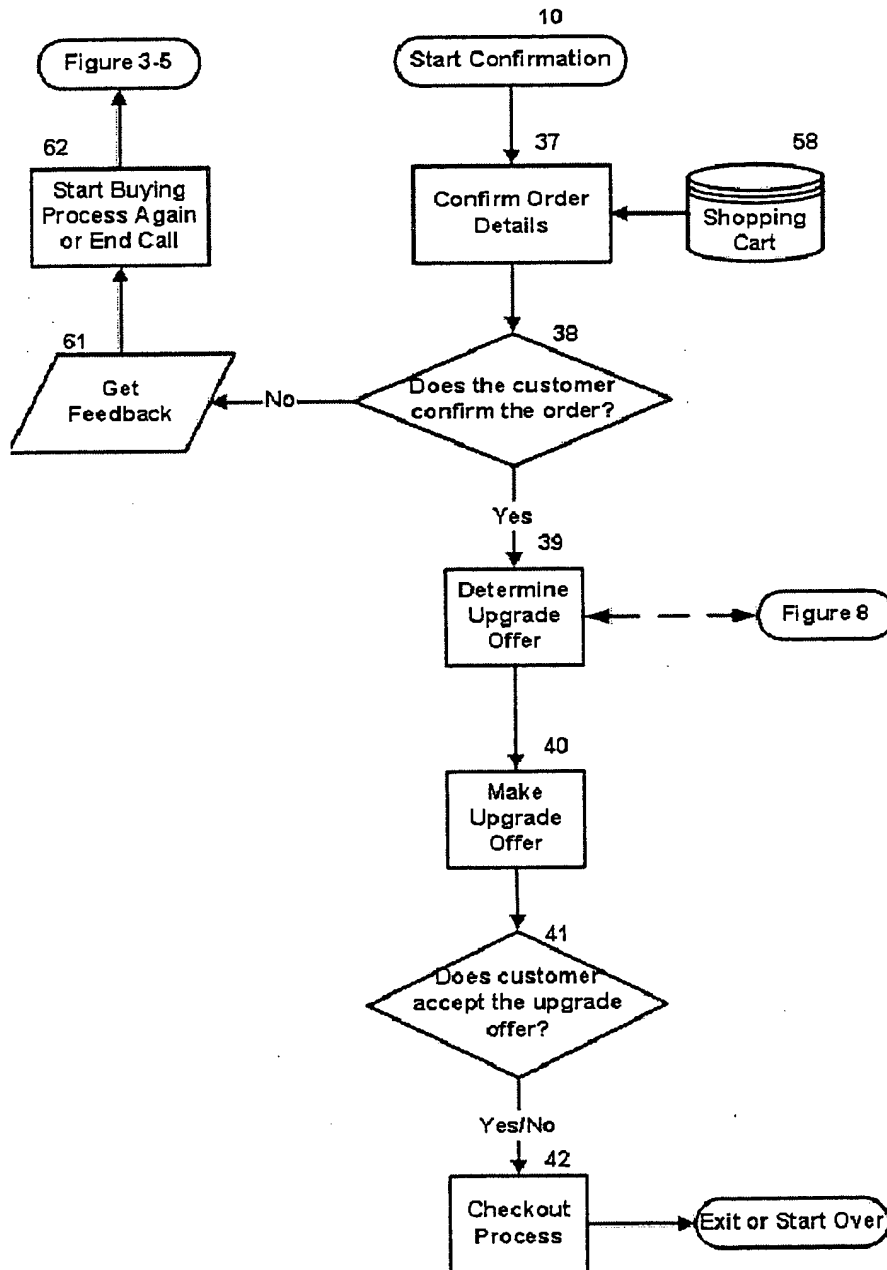 10
Start Confirmation
Figure 3-5
62
Start Buying
Process Again
or End Call
37
Confirm Order
Details
58
Shopping
Cart
61
Get
Feedback
No
38
Does the customer
confirm the order?
Yes
39
Determine
Upgrade
Offer
Figure 8
40
Make
Upgrade
Offer
41
Does customer
accept the upgrade
offer?
Yes/No
42
Checkout
Process
Exit or Start Over